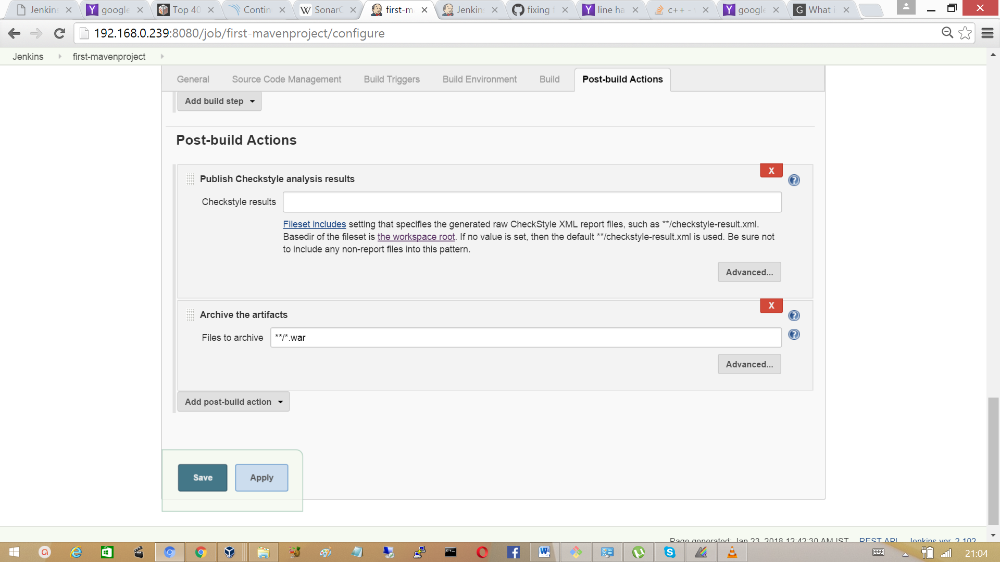 Jenkins
google
Top 40
Contin
W SonarQ
first-m
Jenkins
fixing
line ha
c++ -
google
G What i
192.168.0.239:8080/job/first-mavenproject/configure
Jenkins first-mavenproject
General Source Code Management Build Triggers Build Environment Build Post-build Actions
Add build step
Post-build Actions
X
Publish Checkstyle analysis results
Checkstyle results
Fileset includes setting that specifies the generated raw CheckStyle XML report files, such as **/checkstyle-result.xml.
Basedir of the fileset is the workspace root. If no value is set, then the default **/checkstyle-result.xml is used. Be sure not
to include any non-report files into this pattern.
Advanced...
X
Archive the artifacts
Files to archive **/*.war
Advanced...
Add post-build action
Save Apply
Page generated: Jan 23, 2018 12:42:30 AM IST REST API Jenkins ver. 2.102
21:04